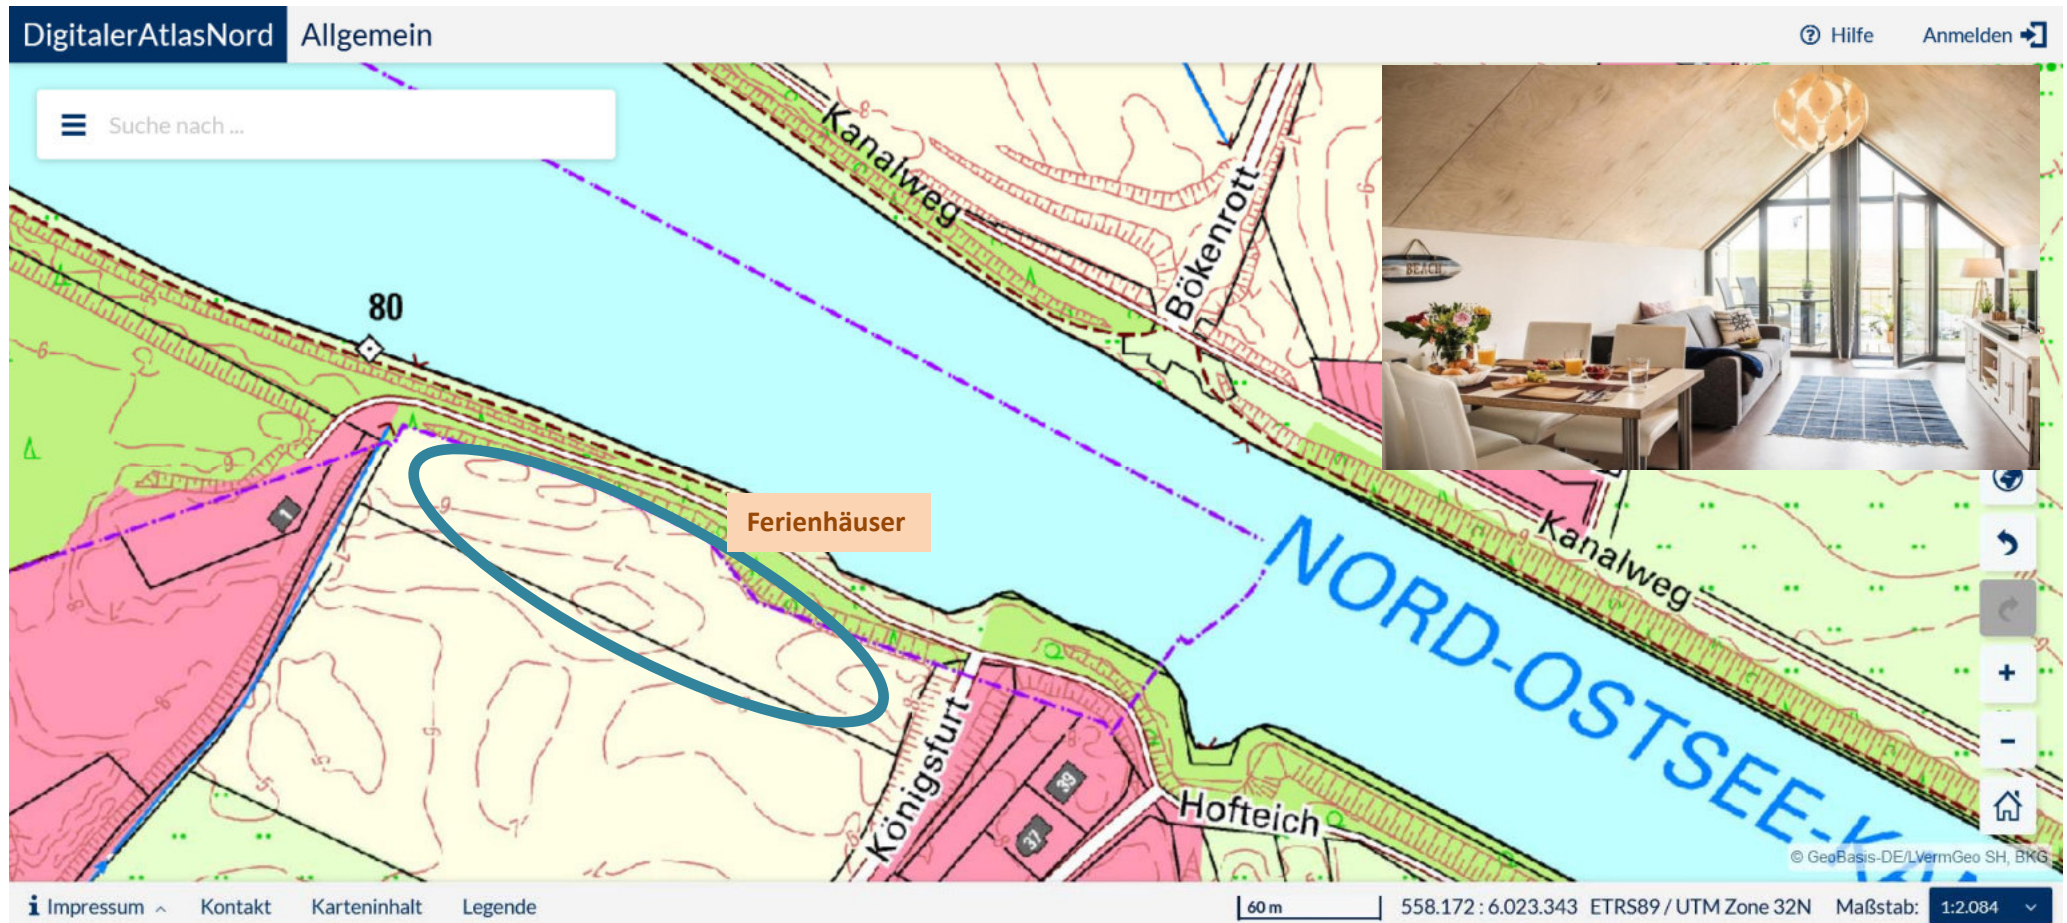 DigitalerAtlasNord Allgemein
Hilfe Anmelden
Suche nach ...
Kanalweg
Bökenrott
BEACH
80
1
Ferienhäuser
Kanalweg
NORD-OSTSEE-KA
Königsfurt
39
37
Hofteich
© GeoBasis-DE/LVermGeo SH, BKG
Impressum Kontakt Karteninhalt Legende
60 m 558.172 : 6.023.343 ETRS89 / UTM Zone 32N Maßstab: 1:2.084